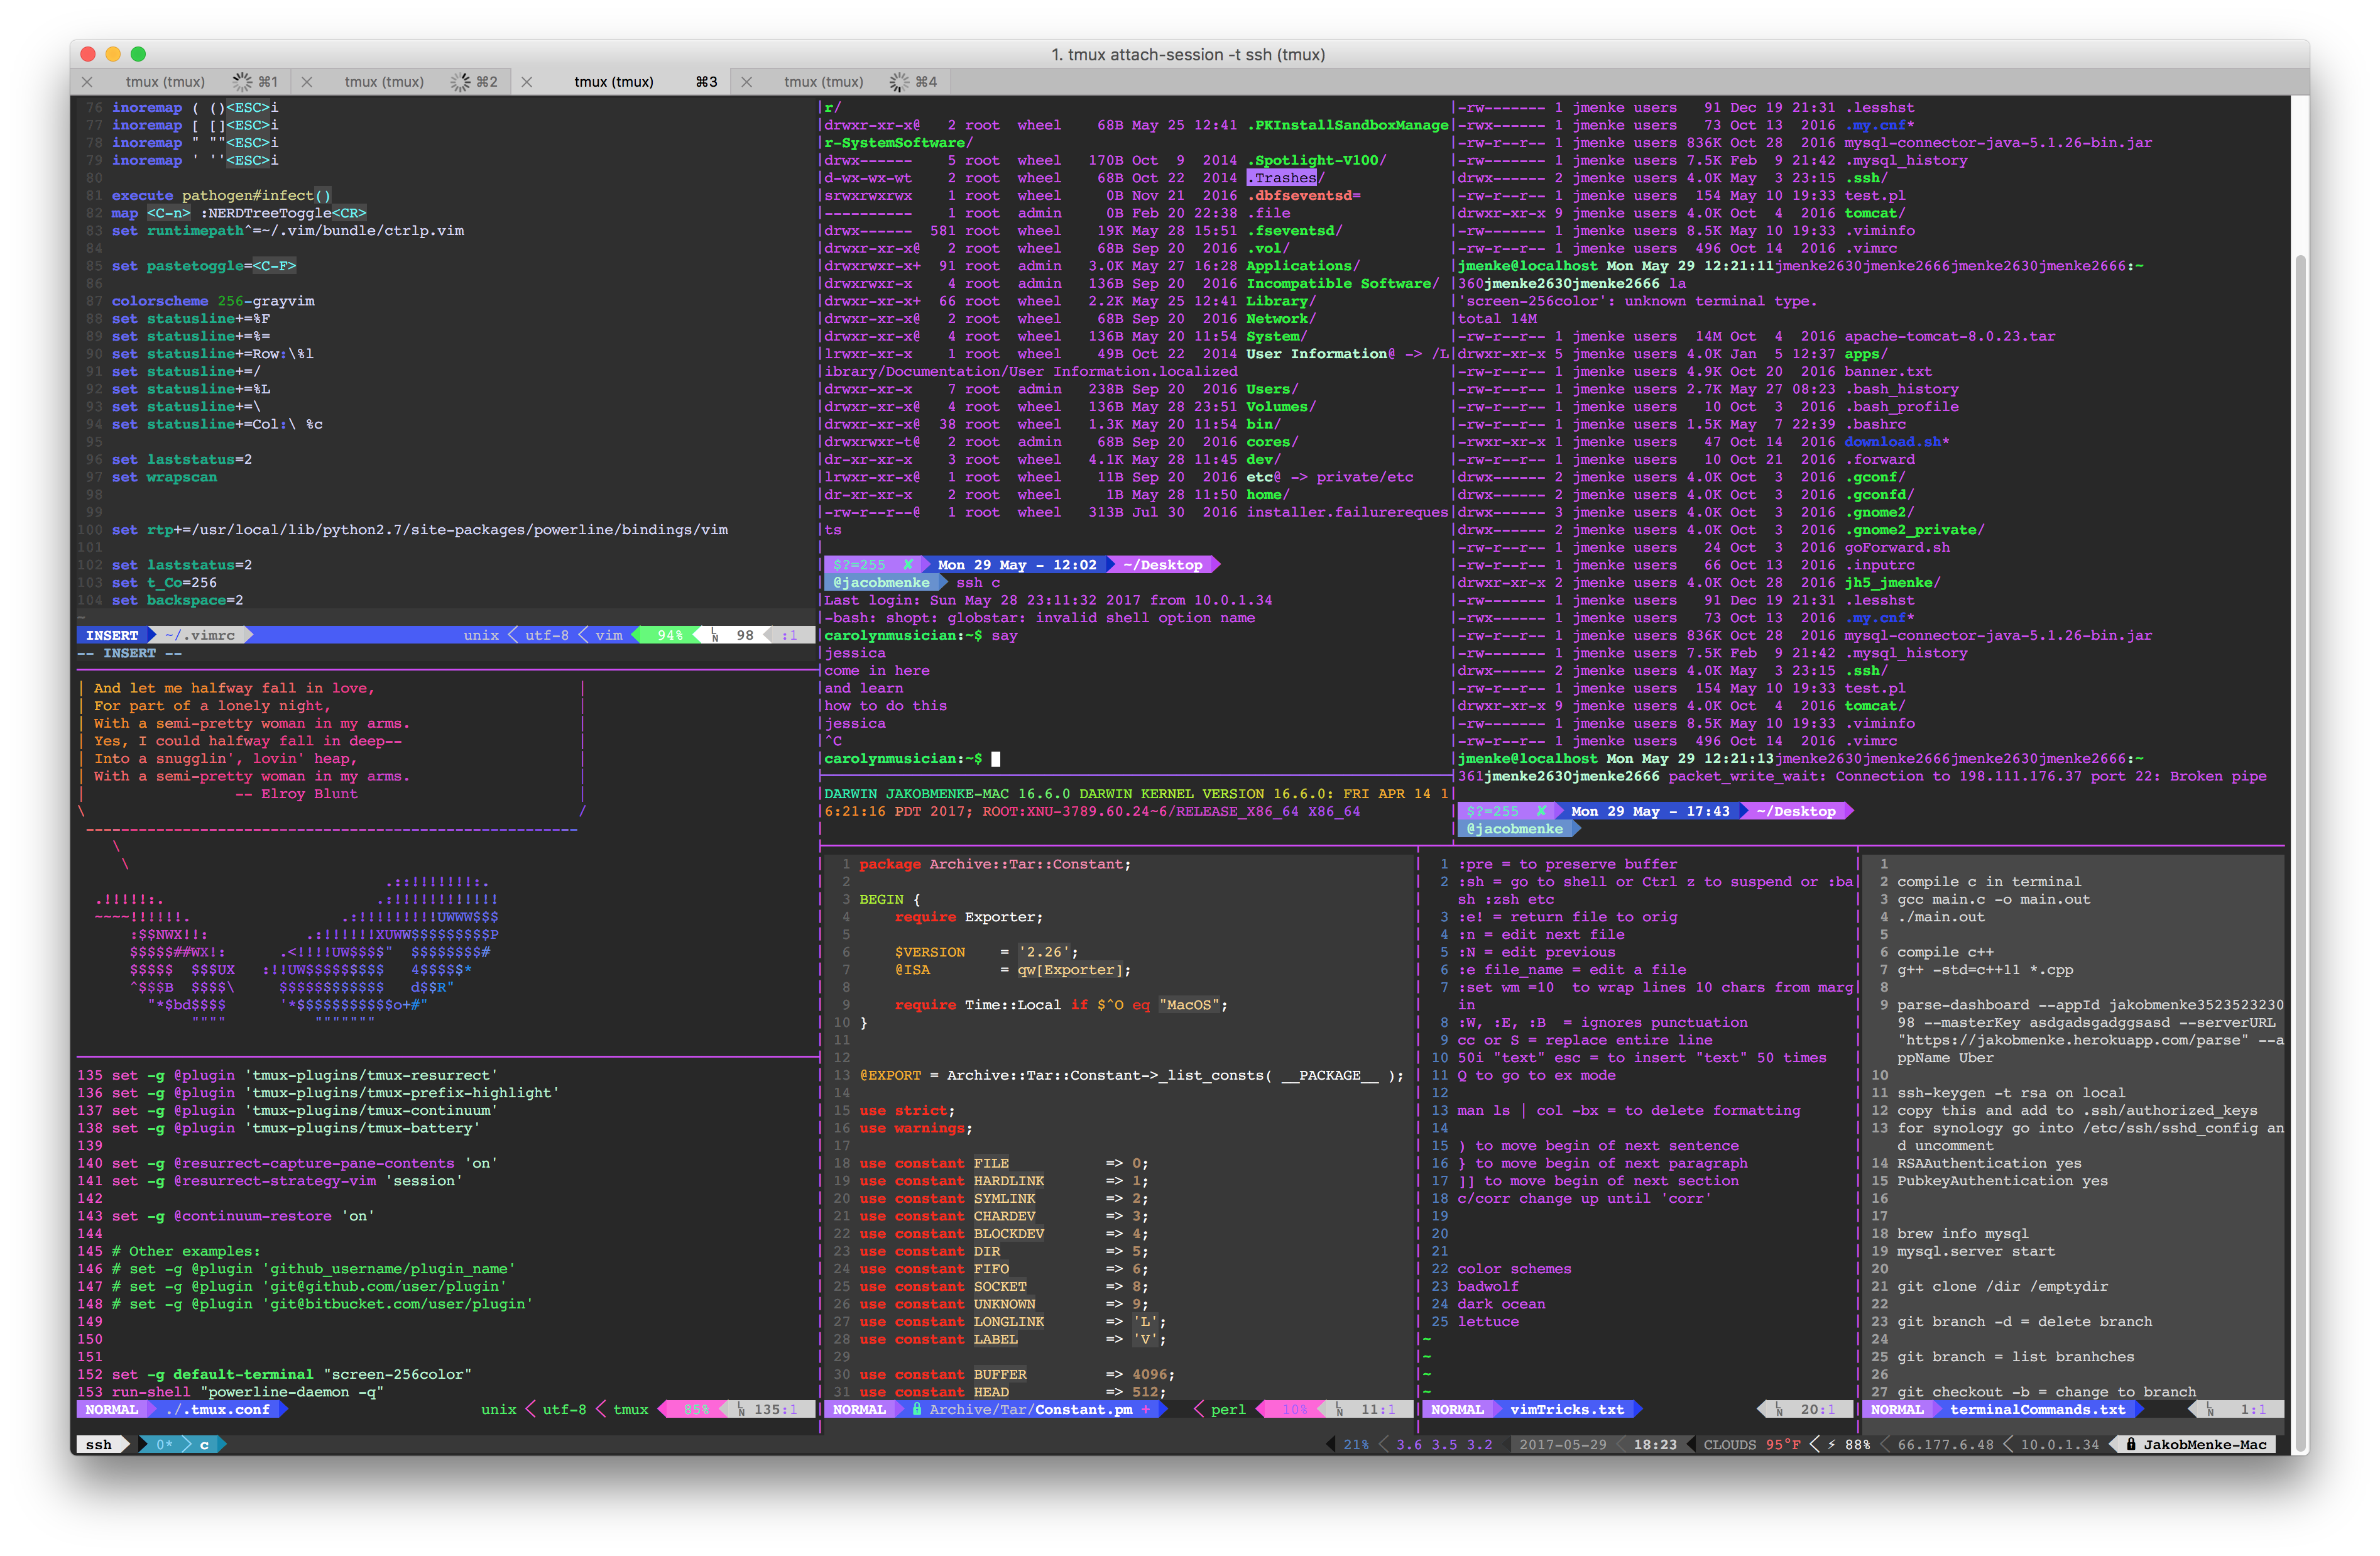 1. tmux attach-session -t ssh (tmux)
tmux (tmux) ⌘1 tmux (tmux) ⌘2 tmux (tmux) ⌘3 tmux (tmux) ⌘4
76 inoremap ( ()<ESC>i
77 inoremap [ []<ESC>i
78 inoremap " ""<ESC>i
79 inoremap ' ''<ESC>i
80
81 execute pathogen#infect()
82 map <C-n> :NERDTreeToggle<CR>
83 set runtimepath^=~/.vim/bundle/ctrlp.vim
84
85 set pastetoggle=<C-F>
86
87 colorscheme 256-grayvim
88 set statusline+=%F
89 set statusline+=%=
90 set statusline+=Row:\%l
91 set statusline+=/
92 set statusline+=%L
93 set statusline+=\
94 set statusline+=Col:\ %c
95
96 set laststatus=2
97 set wrapscan
98
99
100 set rtp+=/usr/local/lib/python2.7/site-packages/powerline/bindings/vim
101
102 set laststatus=2
103 set t_Co=256
104 set backspace=2
~
INSERT ~/.vimrc unix utf-8 vim 94% LN 98 :1
-- INSERT --
| And let me halfway fall in love, |
| For part of a lonely night, |
| With a semi-pretty woman in my arms. |
| Yes, I could halfway fall in deep-- |
| Into a snugglin', lovin' heap, |
| With a semi-pretty woman in my arms. |
| -- Elroy Blunt |
\ /
--------------------------------------------------------
\
\
.::!!!!!!!:.
.!!!!!:. .:!!!!!!!!!!!!
~~~~!!!!!!. .:!!!!!!!!!UWWW$$$
:$$NWX!!: .:!!!!!!XUWW$$$$$$$$$P
$$$$$##WX!: .<!!!!UW$$$$" $$$$$$$$#
$$$$$ $$$UX :!!UW$$$$$$$$$ 4$$$$$*
^$$$B $$$$\ $$$$$$$$$$$$ d$$R"
"*$bd$$$$ '*$$$$$$$$$$$o+#"
"""" """""""
135 set -g @plugin 'tmux-plugins/tmux-resurrect'
136 set -g @plugin 'tmux-plugins/tmux-prefix-highlight'
137 set -g @plugin 'tmux-plugins/tmux-continuum'
138 set -g @plugin 'tmux-plugins/tmux-battery'
139
140 set -g @resurrect-capture-pane-contents 'on'
141 set -g @resurrect-strategy-vim 'session'
142
143 set -g @continuum-restore 'on'
144
145 # Other examples:
146 # set -g @plugin 'github_username/plugin_name'
147 # set -g @plugin 'git@github.com/user/plugin'
148 # set -g @plugin 'git@bitbucket.com/user/plugin'
149
150
151
152 set -g default-terminal "screen-256color"
153 run-shell "powerline-daemon -q"
NORMAL ./.tmux.conf unix utf-8 tmux 85% LN 135:1
r/
drwxr-xr-x@ 2 root wheel 68B May 25 12:41 .PKInstallSandboxManage
r-SystemSoftware/
drwx------ 5 root wheel 170B Oct 9 2014 .Spotlight-V100/
d-wx-wx-wt 2 root wheel 68B Oct 22 2014 .Trashes/
srwxrwxrwx 1 root wheel 0B Nov 21 2016 .dbfseventsd=
---------- 1 root admin 0B Feb 20 22:38 .file
drwx------ 581 root wheel 19K May 28 15:51 .fseventsd/
drwxr-xr-x@ 2 root wheel 68B Sep 20 2016 .vol/
drwxrwxr-x+ 91 root admin 3.0K May 27 16:28 Applications/
drwxrwxr-x 4 root admin 136B Sep 20 2016 Incompatible Software/
drwxr-xr-x+ 66 root wheel 2.2K May 25 12:41 Library/
drwxr-xr-x@ 2 root wheel 68B Sep 20 2016 Network/
drwxr-xr-x@ 4 root wheel 136B May 20 11:54 System/
lrwxr-xr-x 1 root wheel 49B Oct 22 2014 User Information@ -> /L
ibrary/Documentation/User Information.localized
drwxr-xr-x 7 root admin 238B Sep 20 2016 Users/
drwxr-xr-x@ 4 root wheel 136B May 28 23:51 Volumes/
drwxr-xr-x@ 38 root wheel 1.3K May 20 11:54 bin/
drwxrwxr-t@ 2 root admin 68B Sep 20 2016 cores/
dr-xr-xr-x 3 root wheel 4.1K May 28 11:45 dev/
lrwxr-xr-x@ 1 root wheel 11B Sep 20 2016 etc@ -> private/etc
dr-xr-xr-x 2 root wheel 1B May 28 11:50 home/
-rw-r--r--@ 1 root wheel 313B Jul 30 2016 installer.failurereques
ts
$?=255 ✘ Mon 29 May - 12:02 ~/Desktop
@jacobmenke ssh c
Last login: Sun May 28 23:11:32 2017 from 10.0.1.34
-bash: shopt: globstar: invalid shell option name
carolynmusician:~$ say
jessica
come in here
and learn
how to do this
jessica
^C
carolynmusician:~$
DARWIN JAKOBMENKE-MAC 16.6.0 DARWIN KERNEL VERSION 16.6.0: FRI APR 14 1
6:21:16 PDT 2017; ROOT:XNU-3789.60.24~6/RELEASE_X86_64 X86_64
-rw------- 1 jmenke users 91 Dec 19 21:31 .lesshst
-rwx------ 1 jmenke users 73 Oct 13 2016 .my.cnf*
-rw-r--r-- 1 jmenke users 836K Oct 28 2016 mysql-connector-java-5.1.26-bin.jar
-rw------- 1 jmenke users 7.5K Feb 9 21:42 .mysql_history
drwx------ 2 jmenke users 4.0K May 3 23:15 .ssh/
-rw------- 1 jmenke users 154 May 10 19:33 test.pl
drwxr-xr-x 9 jmenke users 4.0K Oct 4 2016 tomcat/
-rw------- 1 jmenke users 8.5K May 10 19:33 .viminfo
-rw-r--r-- 1 jmenke users 496 Oct 14 2016 .vimrc
jmenke@localhost Mon May 29 12:21:11jmenke2630jmenke2666jmenke2630jmenke2666:~
360jmenke2630jmenke2666 la
'screen-256color': unknown terminal type.
total 14M
-rw-r--r-- 1 jmenke users 14M Oct 4 2016 apache-tomcat-8.0.23.tar
drwxr-xr-x 5 jmenke users 4.0K Jan 5 12:37 apps/
-rw-r--r-- 1 jmenke users 4.9K Oct 20 2016 banner.txt
-rw-r--r-- 1 jmenke users 2.7K May 27 08:23 .bash_history
-rw-r--r-- 1 jmenke users 10 Oct 3 2016 .bash_profile
-rw-r--r-- 1 jmenke users 1.5K May 7 22:39 .bashrc
-rwxr-xr-x 1 jmenke users 47 Oct 14 2016 download.sh*
-rw-r--r-- 1 jmenke users 10 Oct 21 2016 .forward
drwx------ 2 jmenke users 4.0K Oct 3 2016 .gconf/
drwx------ 2 jmenke users 4.0K Oct 3 2016 .gconfd/
drwx------ 3 jmenke users 4.0K Oct 3 2016 .gnome2/
drwx------ 2 jmenke users 4.0K Oct 3 2016 .gnome2_private/
-rw-r--r-- 1 jmenke users 24 Oct 3 2016 goForward.sh
-rw-r--r-- 1 jmenke users 66 Oct 13 2016 .inputrc
drwxr-xr-x 2 jmenke users 4.0K Oct 28 2016 jh5_jmenke/
-rw------- 1 jmenke users 91 Dec 19 21:31 .lesshst
-rwx------ 1 jmenke users 73 Oct 13 2016 .my.cnf*
-rw-r--r-- 1 jmenke users 836K Oct 28 2016 mysql-connector-java-5.1.26-bin.jar
-rw------- 1 jmenke users 7.5K Feb 9 21:42 .mysql_history
drwx------ 2 jmenke users 4.0K May 3 23:15 .ssh/
-rw-r--r-- 1 jmenke users 154 May 10 19:33 test.pl
drwxr-xr-x 9 jmenke users 4.0K Oct 4 2016 tomcat/
-rw------- 1 jmenke users 8.5K May 10 19:33 .viminfo
-rw-r--r-- 1 jmenke users 496 Oct 14 2016 .vimrc
jmenke@localhost Mon May 29 12:21:13jmenke2630jmenke2666jmenke2630jmenke2666:~
361jmenke2630jmenke2666 packet_write_wait: Connection to 198.111.176.37 port 22: Broken pipe
$?=255 ✘ Mon 29 May - 17:43 ~/Desktop
@jacobmenke
1 package Archive::Tar::Constant;
2
3 BEGIN {
4 require Exporter;
5
6 $VERSION = '2.26';
7 @ISA = qw[Exporter];
8
9 require Time::Local if $^O eq "MacOS";
10 }
11
12
13 @EXPORT = Archive::Tar::Constant->_list_consts( __PACKAGE__ );
14
15 use strict;
16 use warnings;
17
18 use constant FILE => 0;
19 use constant HARDLINK => 1;
20 use constant SYMLINK => 2;
21 use constant CHARDEV => 3;
22 use constant BLOCKDEV => 4;
23 use constant DIR => 5;
24 use constant FIFO => 6;
25 use constant SOCKET => 8;
26 use constant UNKNOWN => 9;
27 use constant LONGLINK => 'L';
28 use constant LABEL => 'V';
29
30 use constant BUFFER => 4096;
31 use constant HEAD => 512;
NORMAL Archive/Tar/Constant.pm + perl 10% LN 11:1
1 :pre = to preserve buffer
2 :sh = go to shell or Ctrl z to suspend or :ba
sh :zsh etc
3 :e! = return file to orig
4 :n = edit next file
5 :N = edit previous
6 :e file_name = edit a file
7 :set wm =10 to wrap lines 10 chars from marg
in
8 :W, :E, :B = ignores punctuation
9 cc or S = replace entire line
10 50i "text" esc = to insert "text" 50 times
11 Q to go to ex mode
12
13 man ls | col -bx = to delete formatting
14
15 ) to move begin of next sentence
16 } to move begin of next paragraph
17 ]] to move begin of next section
18 c/corr change up until 'corr'
19
20
21
22 color schemes
23 badwolf
24 dark ocean
25 lettuce
~
~
~
~
NORMAL vimTricks.txt LN 20:1
1
2 compile c in terminal
3 gcc main.c -o main.out
4 ./main.out
5
6 compile c++
7 g++ -std=c++11 *.cpp
8
9 parse-dashboard --appId jakobmenke3523523230
98 --masterKey asdgadsgadggsasd --serverURL
"https://jakobmenke.herokuapp.com/parse" --a
ppName Uber
10
11 ssh-keygen -t rsa on local
12 copy this and add to .ssh/authorized_keys
13 for synology go into /etc/ssh/sshd_config an
d uncomment
14 RSAAuthentication yes
15 PubkeyAuthentication yes
16
17
18 brew info mysql
19 mysql.server start
20
21 git clone /dir /emptydir
22
23 git branch -d = delete branch
24
25 git branch = list branhches
26
27 git checkout -b = change to branch
NORMAL terminalCommands.txt LN 1:1
ssh 0* c 21% 3.6 3.5 3.2 2017-05-29 18:23 CLOUDS 95°F ⚡ 88% 66.177.6.48 10.0.1.34 JakobMenke-Mac